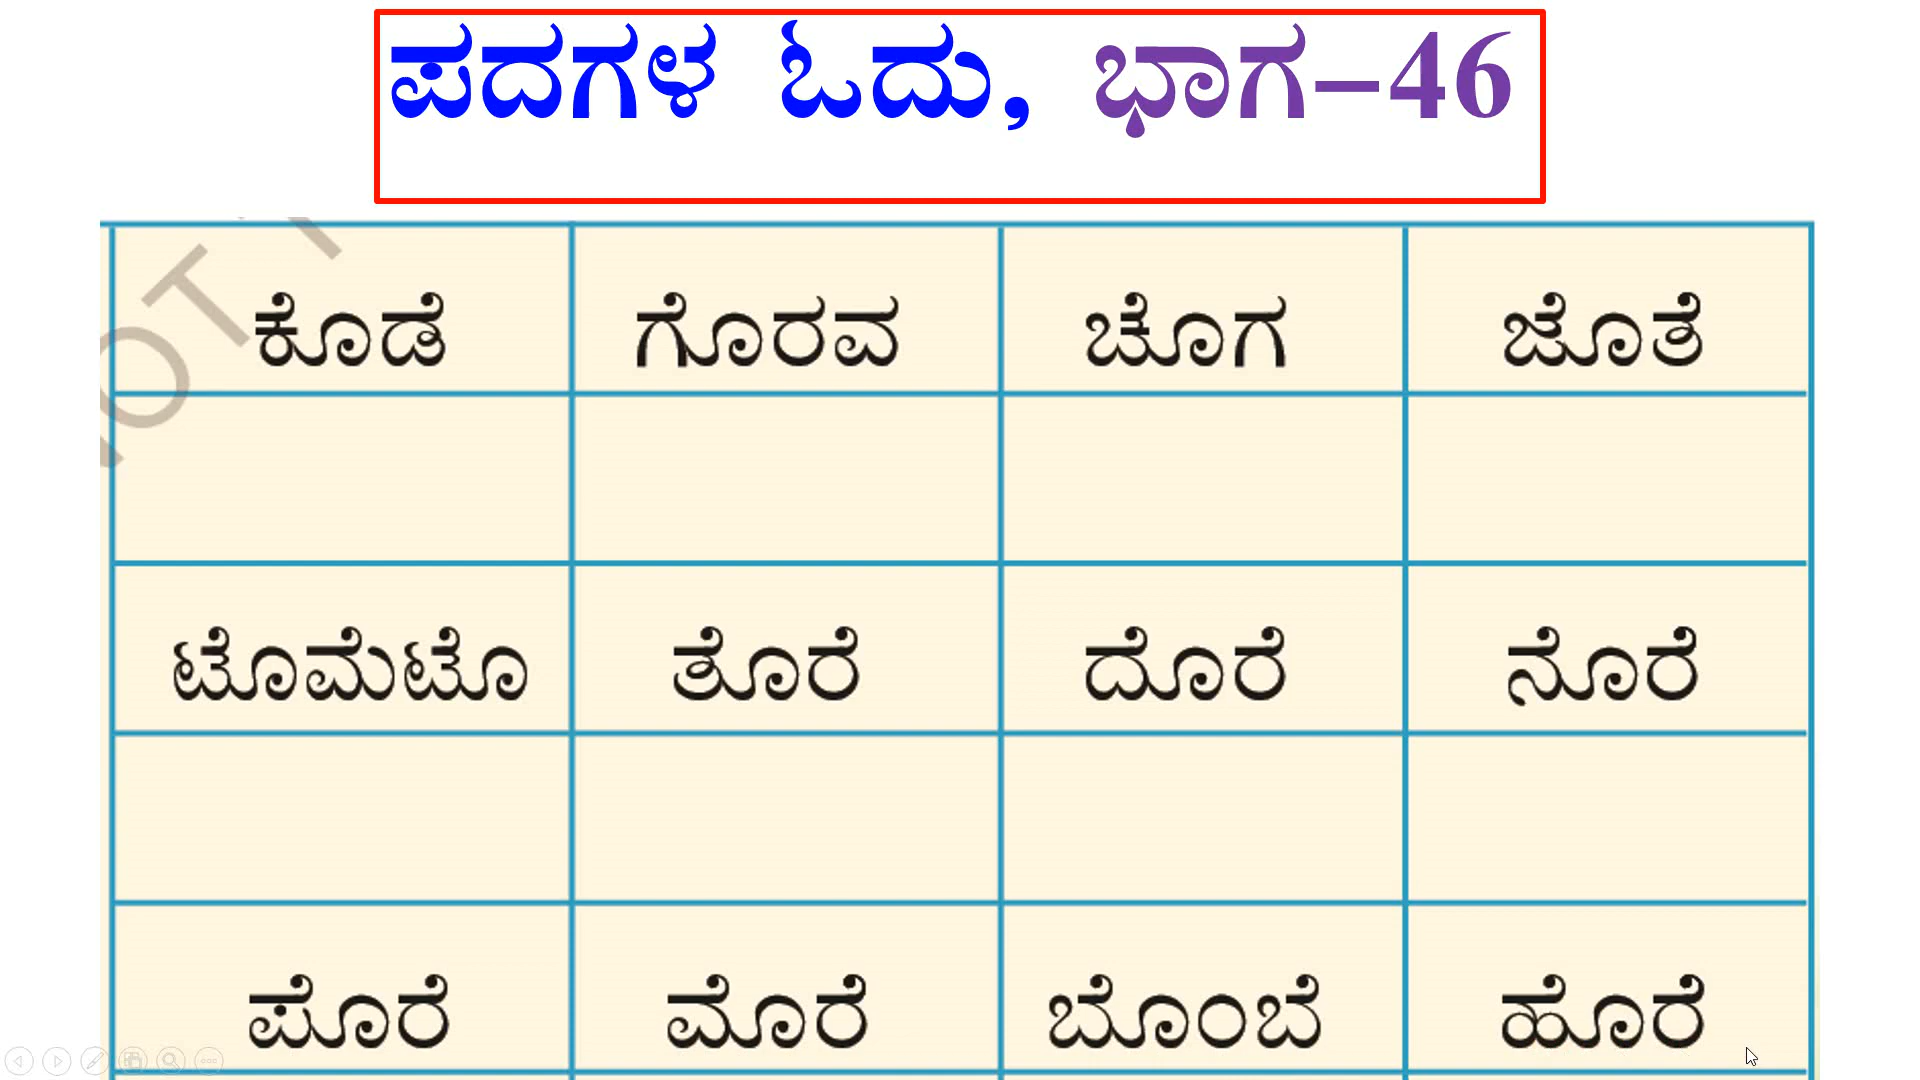 ಪದಗಳ ಓದು, ಭಾಗ-46
ಕೊಡೆ ಗೊರವ ಚೊಗ ಜೊತೆ
ಟೊಮೆಟೊ ತೊರೆ ದೊರೆ ನೊರೆ
ಪೊರೆ ಮೊರೆ ಬೊಂಬೆ ಹೊರೆ